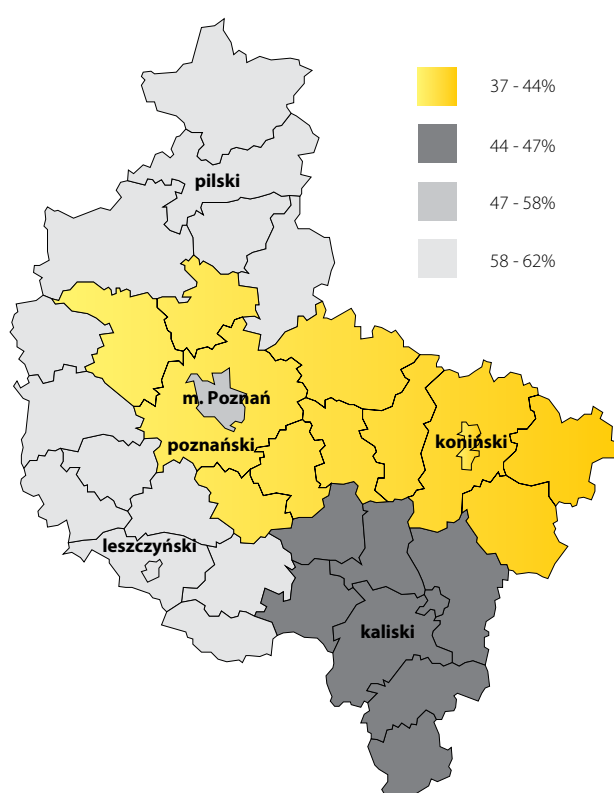 37 - 44%
44 - 47%
pilski
47 - 58%
58 - 62%
m. Poznań
poznański
koniński
leszczyński
kaliski